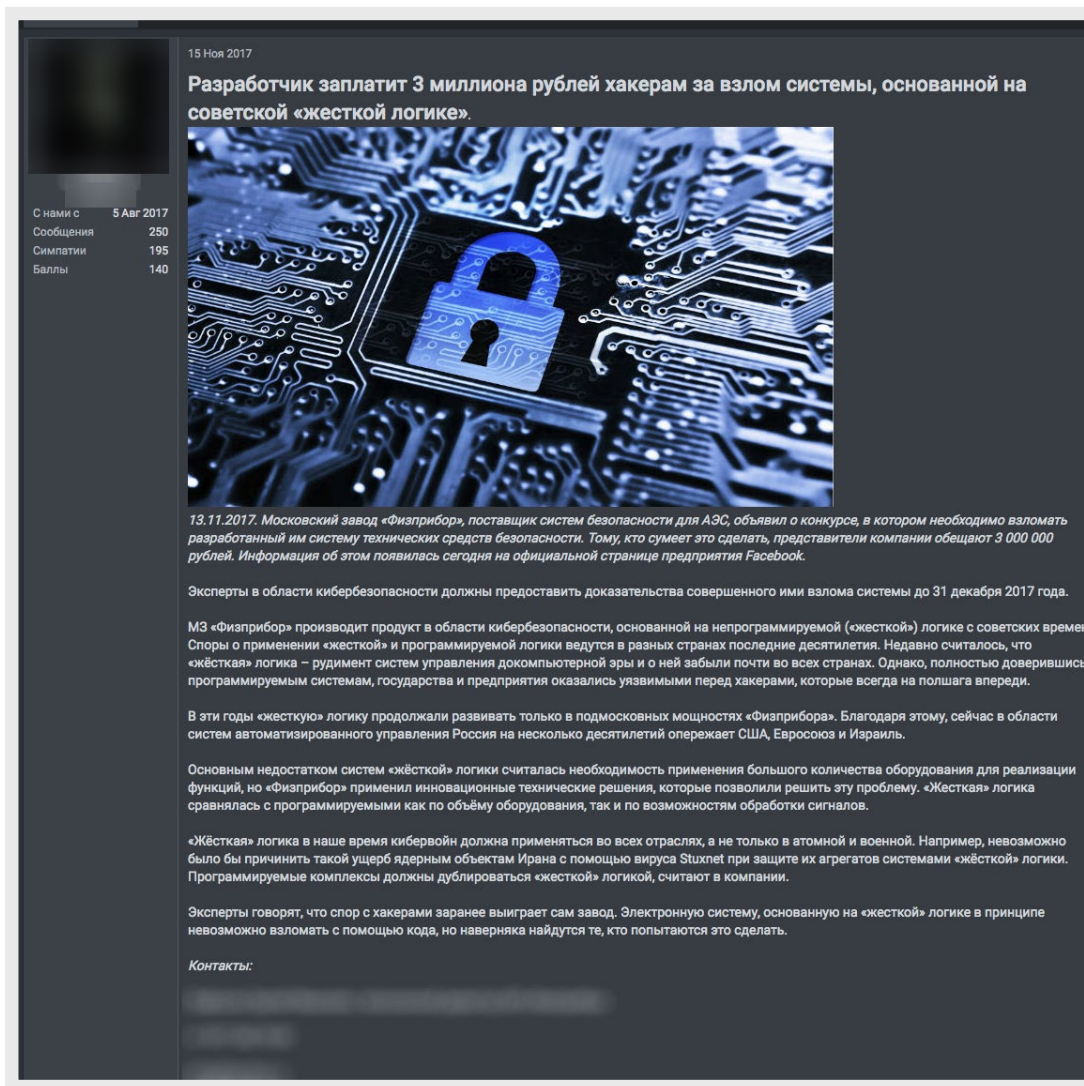 15 Ноя 2017
Разработчик заплатит 3 миллиона рублей хакерам за взлом системы, основанной на
советской «жесткой логике».
С нами с 5 Авг 2017
Сообщения 250
Симпатии 195
Баллы 140
13.11.2017. Московский завод «Физприбор», поставщик систем безопасности для АЭС, объявил о конкурсе, в котором необходимо взломать
разработанный им систему технических средств безопасности. Тому, кто сумеет это сделать, представители компании обещают 3 000 000
рублей. Информация об этом появилась сегодня на официальной странице предприятия Facebook.
Эксперты в области кибербезопасности должны предоставить доказательства совершенного ими взлома системы до 31 декабря 2017 года.
МЗ «Физприбор» производит продукт в области кибербезопасности, основанной на непрограммируемой («жесткой») логике с советских времен
Споры о применении «жесткой» и программируемой логики ведутся в разных странах последние десятилетия. Недавно считалось, что
«жёсткая» логика – рудимент систем управления докомпьютерной эры и о ней забыли почти во всех странах. Однако, полностью доверившись
программируемым системам, государства и предприятия оказались уязвимыми перед хакерами, которые всегда на полшага впереди.
В эти годы «жесткую» логику продолжали развивать только в подмосковных мощностях «Физприбора». Благодаря этому, сейчас в области
систем автоматизированного управления Россия на несколько десятилетий опережает США, Евросоюз и Израиль.
Основным недостатком систем «жёсткой» логики считалась необходимость применения большого количества оборудования для реализации
функций, но «Физприбор» применил инновационные технические решения, которые позволили решить эту проблему. «Жесткая» логика
сравнялась с программируемыми как по объёму оборудования, так и по возможностям обработки сигналов.
«Жёсткая» логика в наше время кибервойн должна применяться во всех отраслях, а не только в атомной и военной. Например, невозможно
было бы причинить такой ущерб ядерным объектам Ирана с помощью вируса Stuxnet при защите их агрегатов системами «жёсткой» логики.
Программируемые комплексы должны дублироваться «жесткой» логикой, считают в компании.
Эксперты говорят, что спор с хакерами заранее выиграет сам завод. Электронную систему, основанную на «жесткой» логике в принципе
невозможно взломать с помощью кода, но наверняка найдутся те, кто попытаются это сделать.
Контакты: